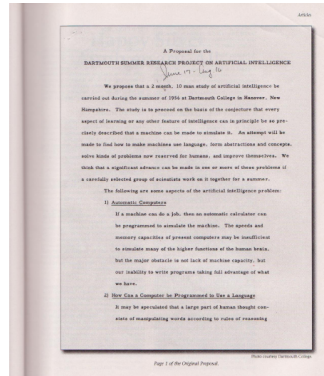 Article
A Proposal for the
DARTMOUTH SUMMER RESEARCH PROJECT ON ARTIFICIAL INTELLIGENCE
June 17 - Aug 16
We propose that a 2 month, 10 man study of artificial intelligence be
carried out during the summer of 1956 at Dartmouth College in Hanover, New
Hampshire. The study is to proceed on the basis of the conjecture that every
aspect of learning or any other feature of intelligence can in principle be so pre-
cisely described that a machine can be made to simulate it. An attempt will be
made to find how to make machines use language, form abstractions and concepts,
solve kinds of problems now reserved for humans, and improve themselves. We
think that a significant advance can be made in one or more of these problems if
a carefully selected group of scientists work on it together for a summer.
The following are some aspects of the artificial intelligence problem:
1) Automatic Computers
If a machine can do a job, then an automatic calculator can
be programmed to simulate the machine. The speeds and
memory capacities of present computers may be insufficient
to simulate many of the higher functions of the human brain,
but the major obstacle is not lack of machine capacity, but
our inability to write programs taking full advantage of what
we have.
2) How Can a Computer be Programmed to Use a Language
It may be speculated that a large part of human thought con-
sists of manipulating words according to rules of reasoning
Photo courtesy Dartmouth College.
Page 1 of the Original Proposal.